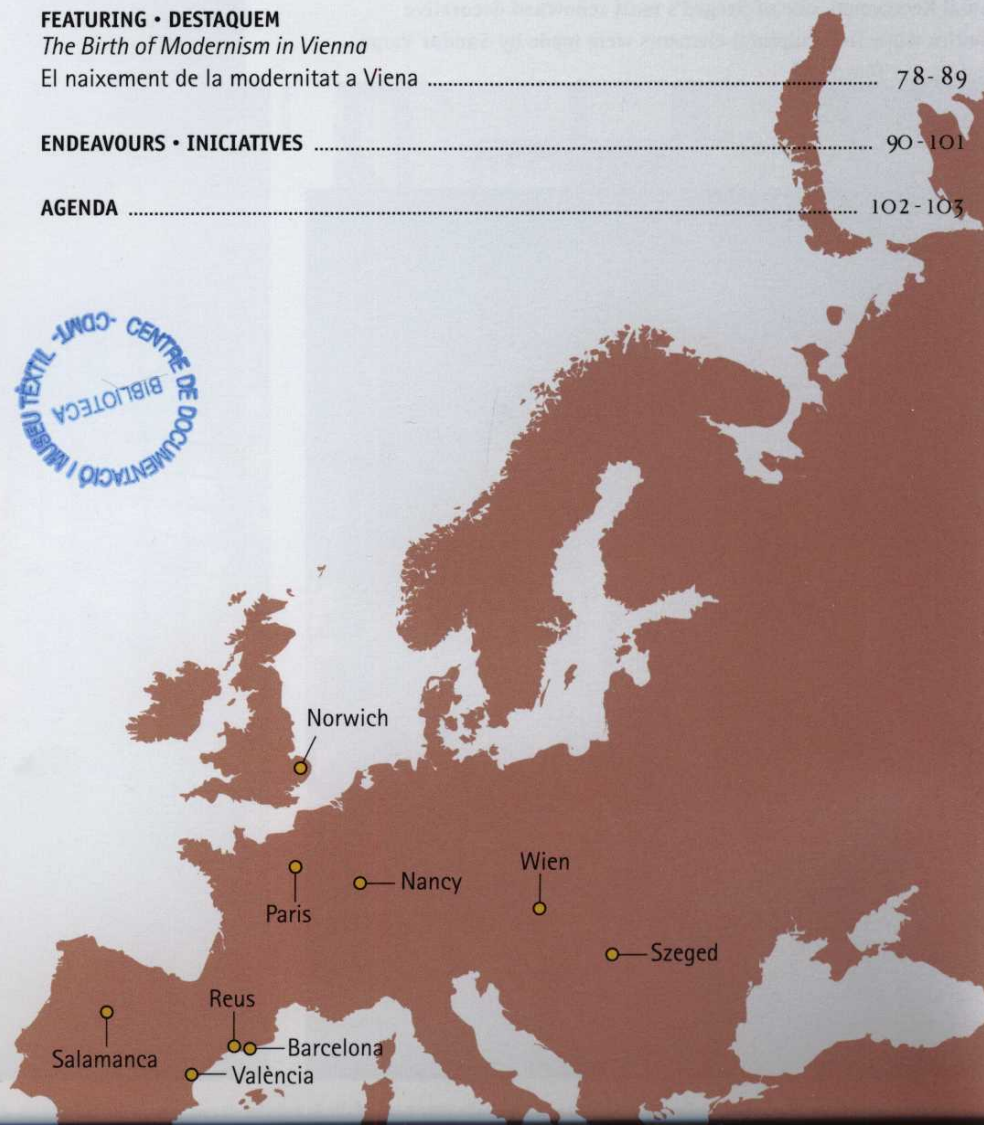 FEATURING • DESTAQUEM
The Birth of Modernism in Vienna
El naixement de la modernitat a Viena ........ 78-89
ENDEAVOURS • INICIATIVES ........ 90-101
AGENDA ........ 102-103
CENTRE DE DOCUMENTACIÓ I MUSEU TÈXTIL -CDMT-
BIBLIOTECA
Norwich
Wien
Nancy
Paris
Szeged
Reus
Barcelona
Salamanca
València